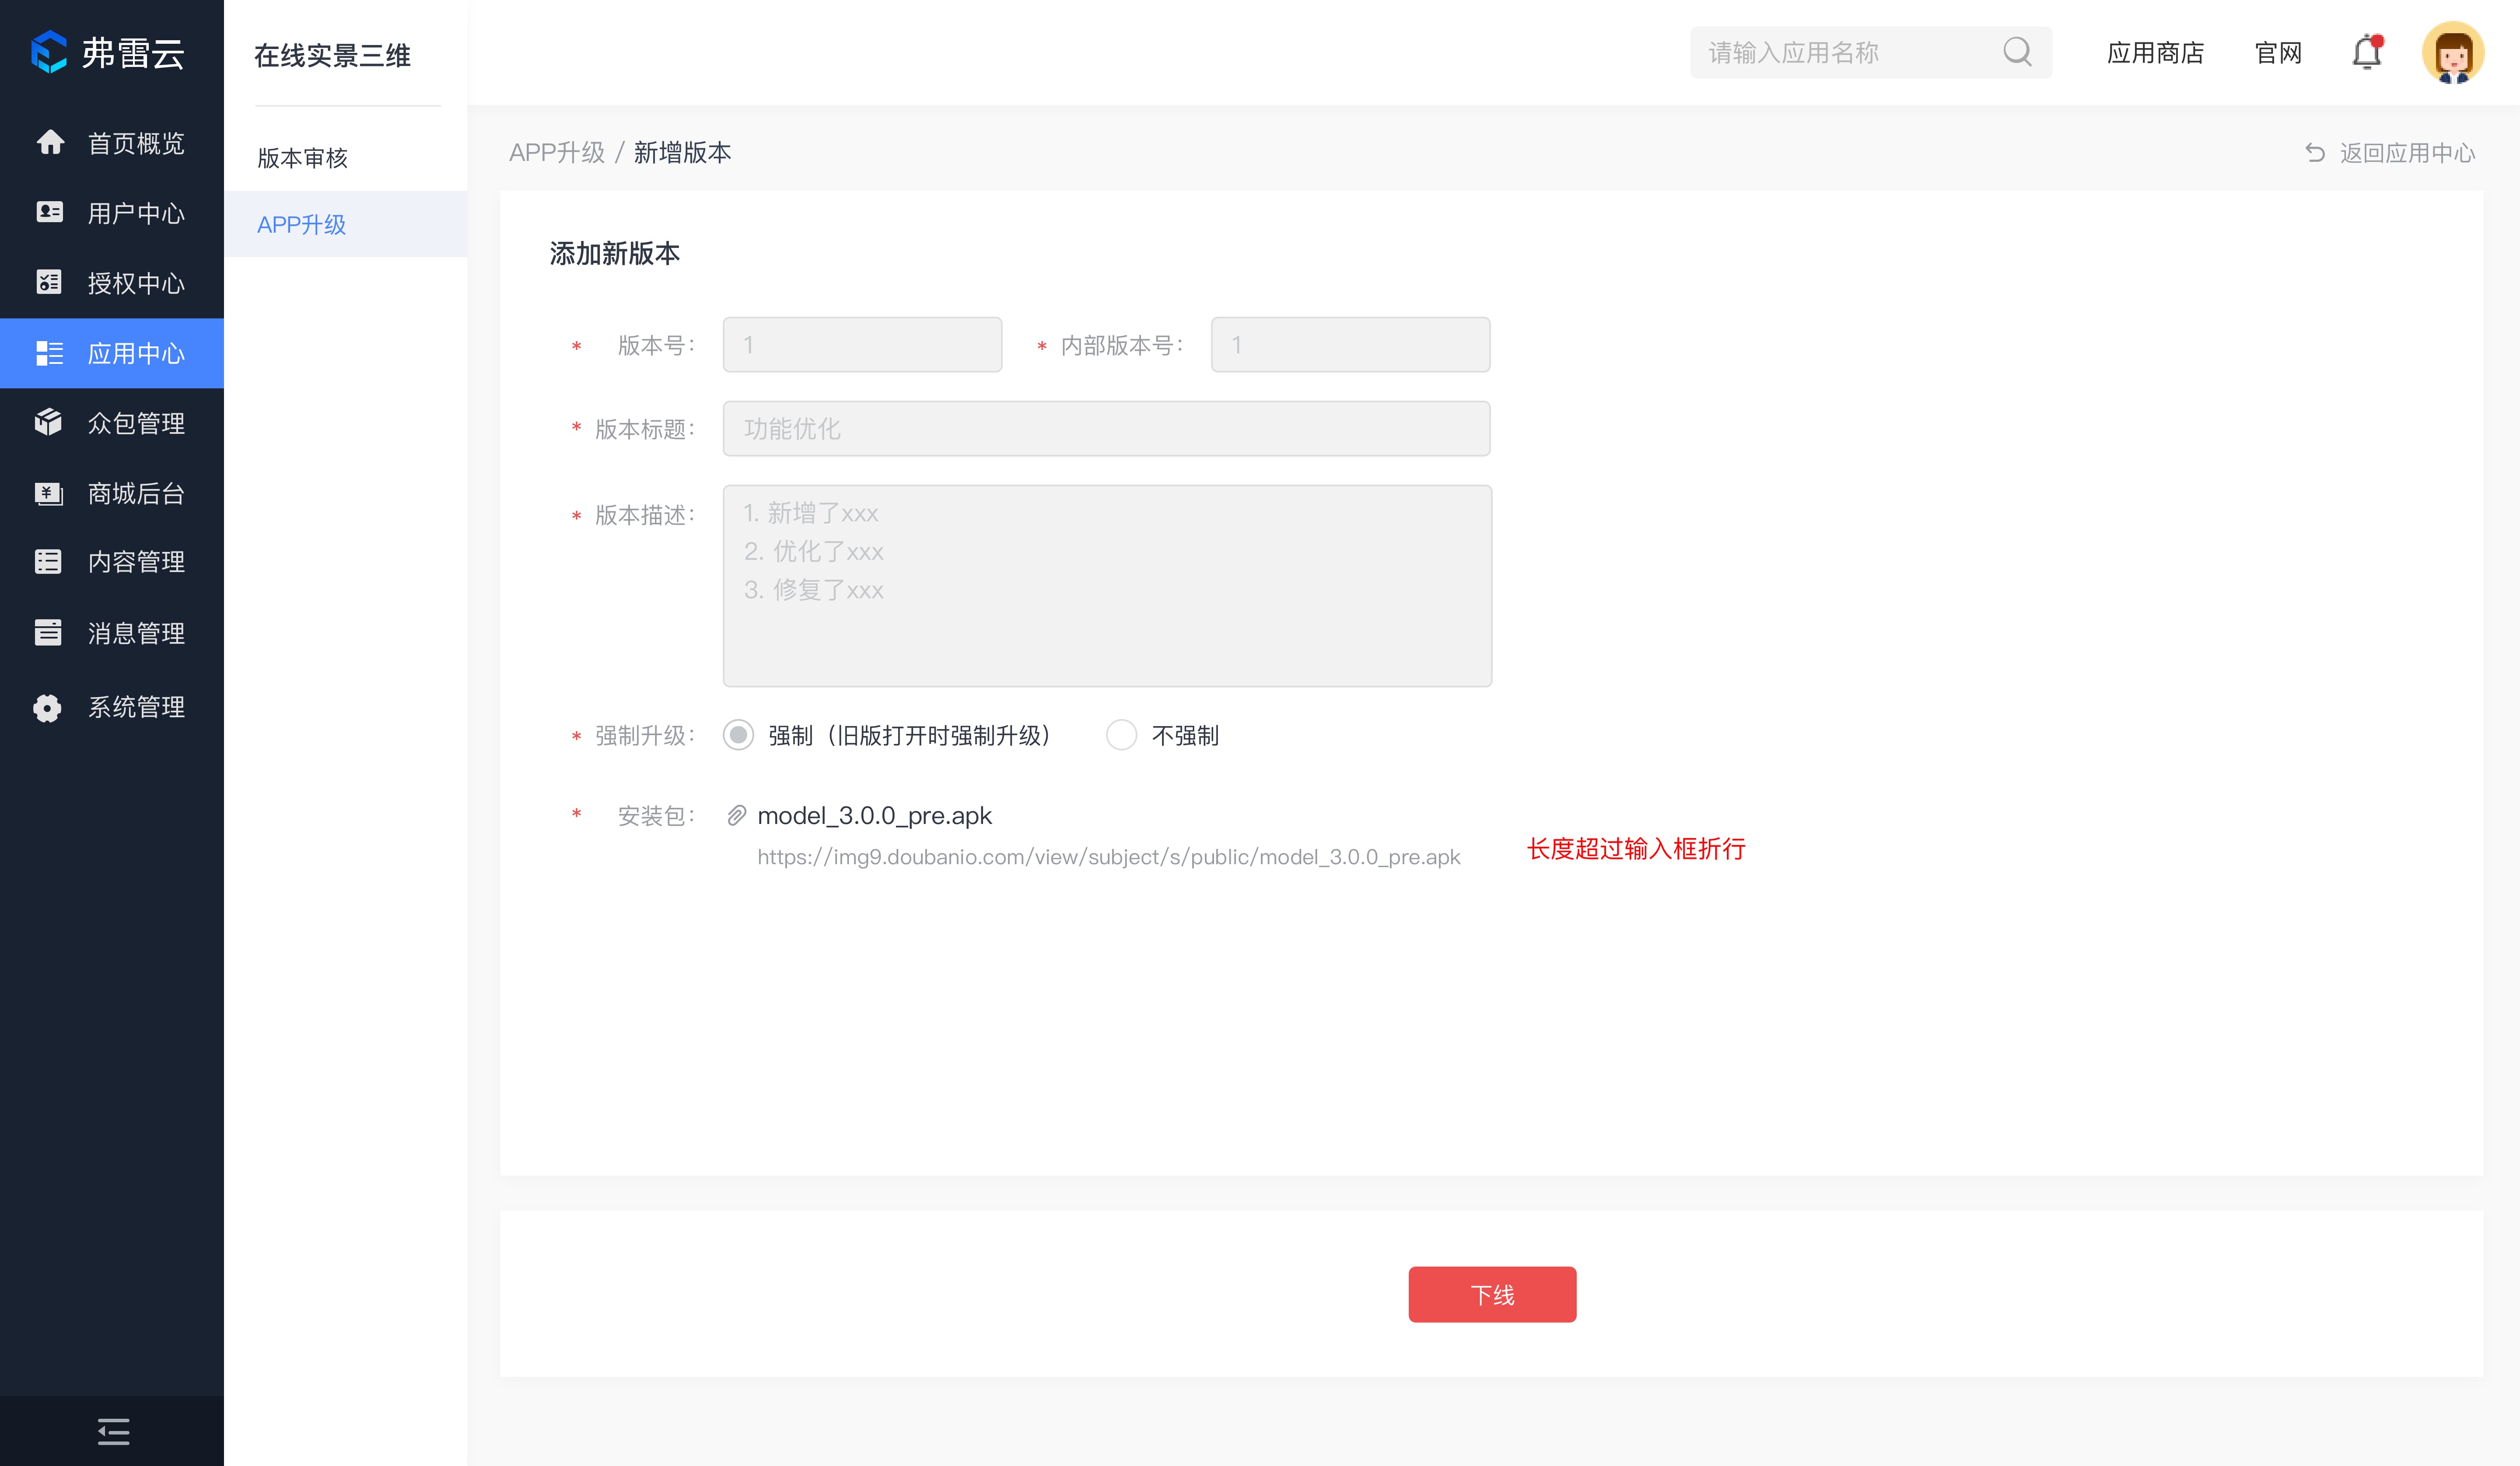 弗雷云
首页概览
用户中心
授权中心
应用中心
众包管理
商城后台
内容管理
消息管理
系统管理
在线实景三维
版本审核
APP升级
请输入应用名称
应用商店
官网
APP升级 / 新增版本
返回应用中心
添加新版本
* 版本号： 1 * 内部版本号： 1
* 版本标题： 功能优化
* 版本描述： 1. 新增了xxx
2. 优化了xxx
3. 修复了xxx
* 强制升级： 强制（旧版打开时强制升级） 不强制
* 安装包： model_3.0.0_pre.apk
https://img9.doubanio.com/view/subject/s/public/model_3.0.0_pre.apk
长度超过输入框折行
下线